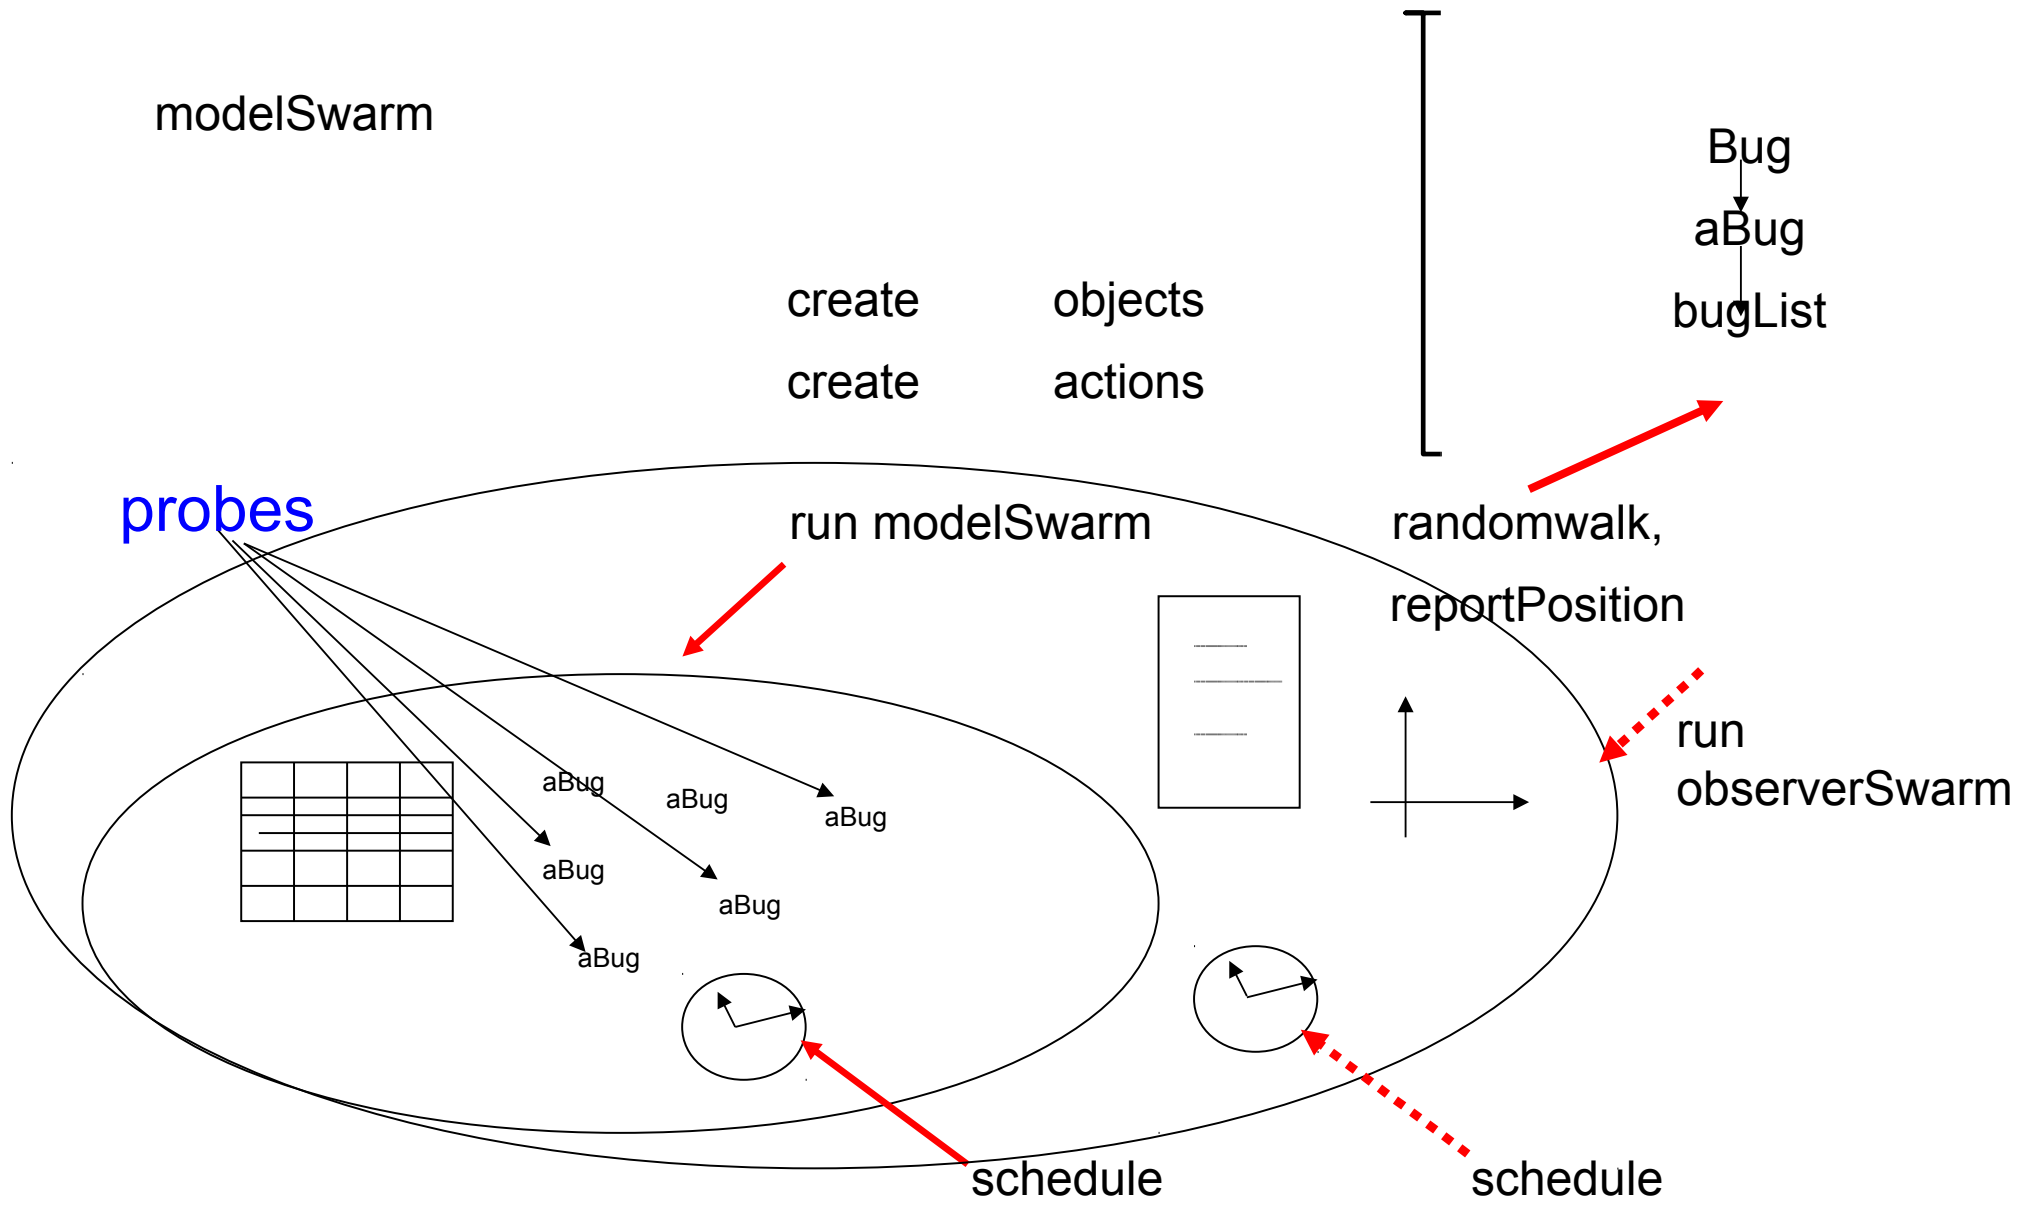 modelSwarm
Bug
aBug
bugList
create objects
create actions
probes
run modelSwarm
randomwalk,
reportPosition
run
observerSwarm
aBug
aBug
aBug
aBug
aBug
aBug
schedule
schedule